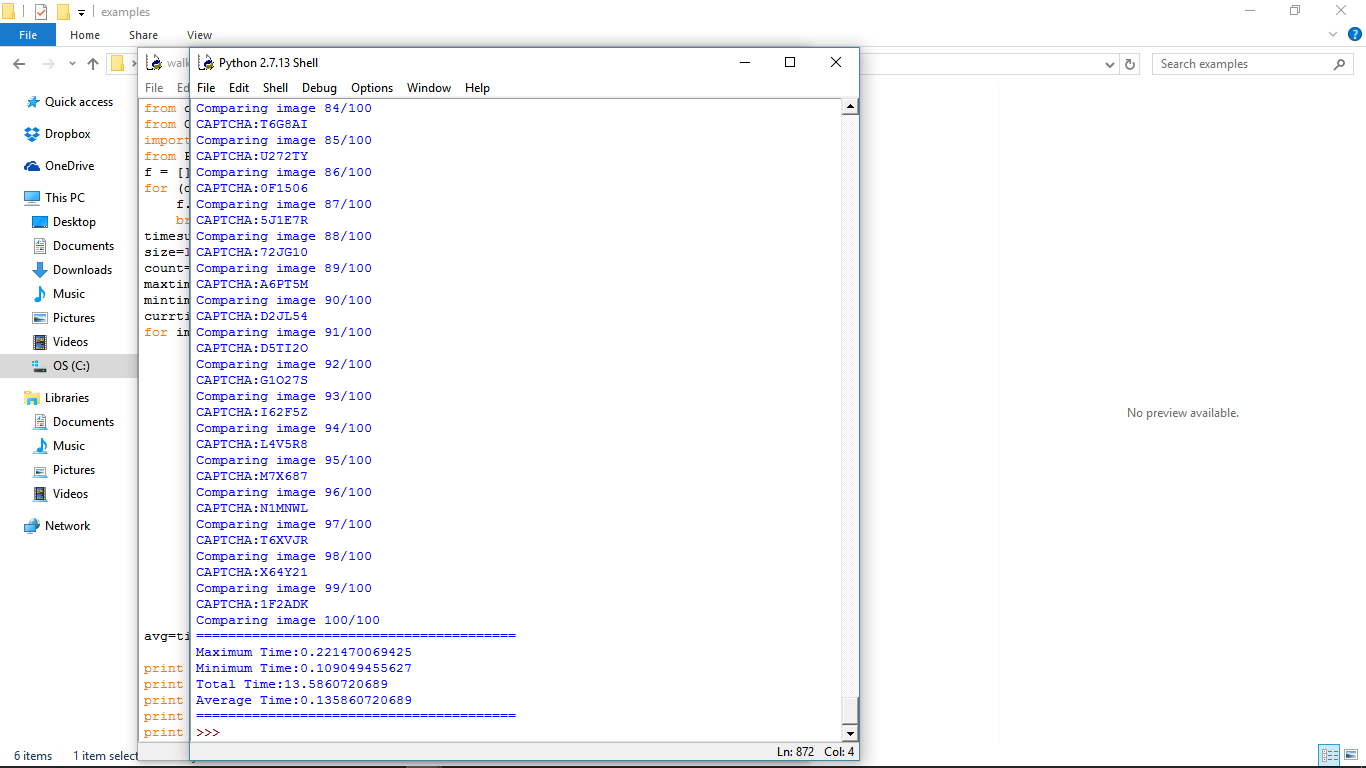 examples
File Home Share View
Search examples
Quick access
Dropbox
OneDrive
This PC
Desktop
Documents
Downloads
Music
Pictures
Videos
OS (C:)
Libraries
Documents
Music
Pictures
Videos
Network
6 items 1 item select
walk
File Ed
from
from
import
from
f = []
for (
f.
br
timesu
size=1
count=
maxtim
mintim
currti
for im
avg=ti
print
print
print
print
print
Python 2.7.13 Shell
File Edit Shell Debug Options Window Help
Comparing image 84/100
CAPTCHA:T6G8AI
Comparing image 85/100
CAPTCHA:U272TY
Comparing image 86/100
CAPTCHA:0F1506
Comparing image 87/100
CAPTCHA:5J1E7R
Comparing image 88/100
CAPTCHA:72JG10
Comparing image 89/100
CAPTCHA:A6PT5M
Comparing image 90/100
CAPTCHA:D2JL54
Comparing image 91/100
CAPTCHA:D5TI2O
Comparing image 92/100
CAPTCHA:G1O27S
Comparing image 93/100
CAPTCHA:I62F5Z
Comparing image 94/100
CAPTCHA:L4V5R8
Comparing image 95/100
CAPTCHA:M7X687
Comparing image 96/100
CAPTCHA:N1MNWL
Comparing image 97/100
CAPTCHA:T6XVJR
Comparing image 98/100
CAPTCHA:X64Y21
Comparing image 99/100
CAPTCHA:1F2ADK
Comparing image 100/100
========================================
Maximum Time:0.221470069425
Minimum Time:0.109049455627
Total Time:13.5860720689
Average Time:0.135860720689
========================================
>>>
Ln: 872 Col: 4
No preview available.